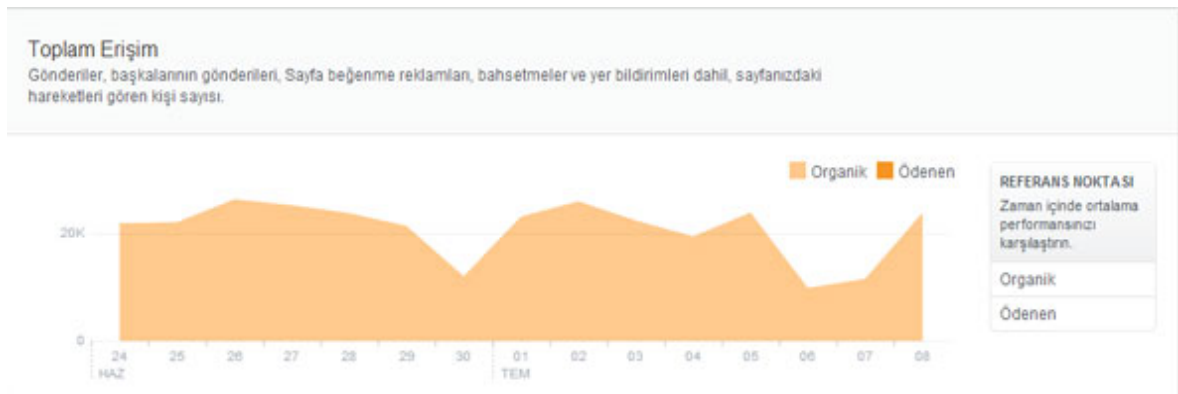 Toplam Erişim
Gönderiler, başkalarının gönderileri, Sayfa beğenme reklamları, bahsetmeler ve yer bildirimleri dahil, sayfanızdaki
hareketleri gören kişi sayısı.
Organik Ödenen
REFERANS NOKTASI
Zaman içinde ortalama
performansınızı
karşılaştırın.
Organik
Ödenen
20K
0
24 25 26 27 28 29 30 01 02 03 04 05 06 07 08
HAZ TEM